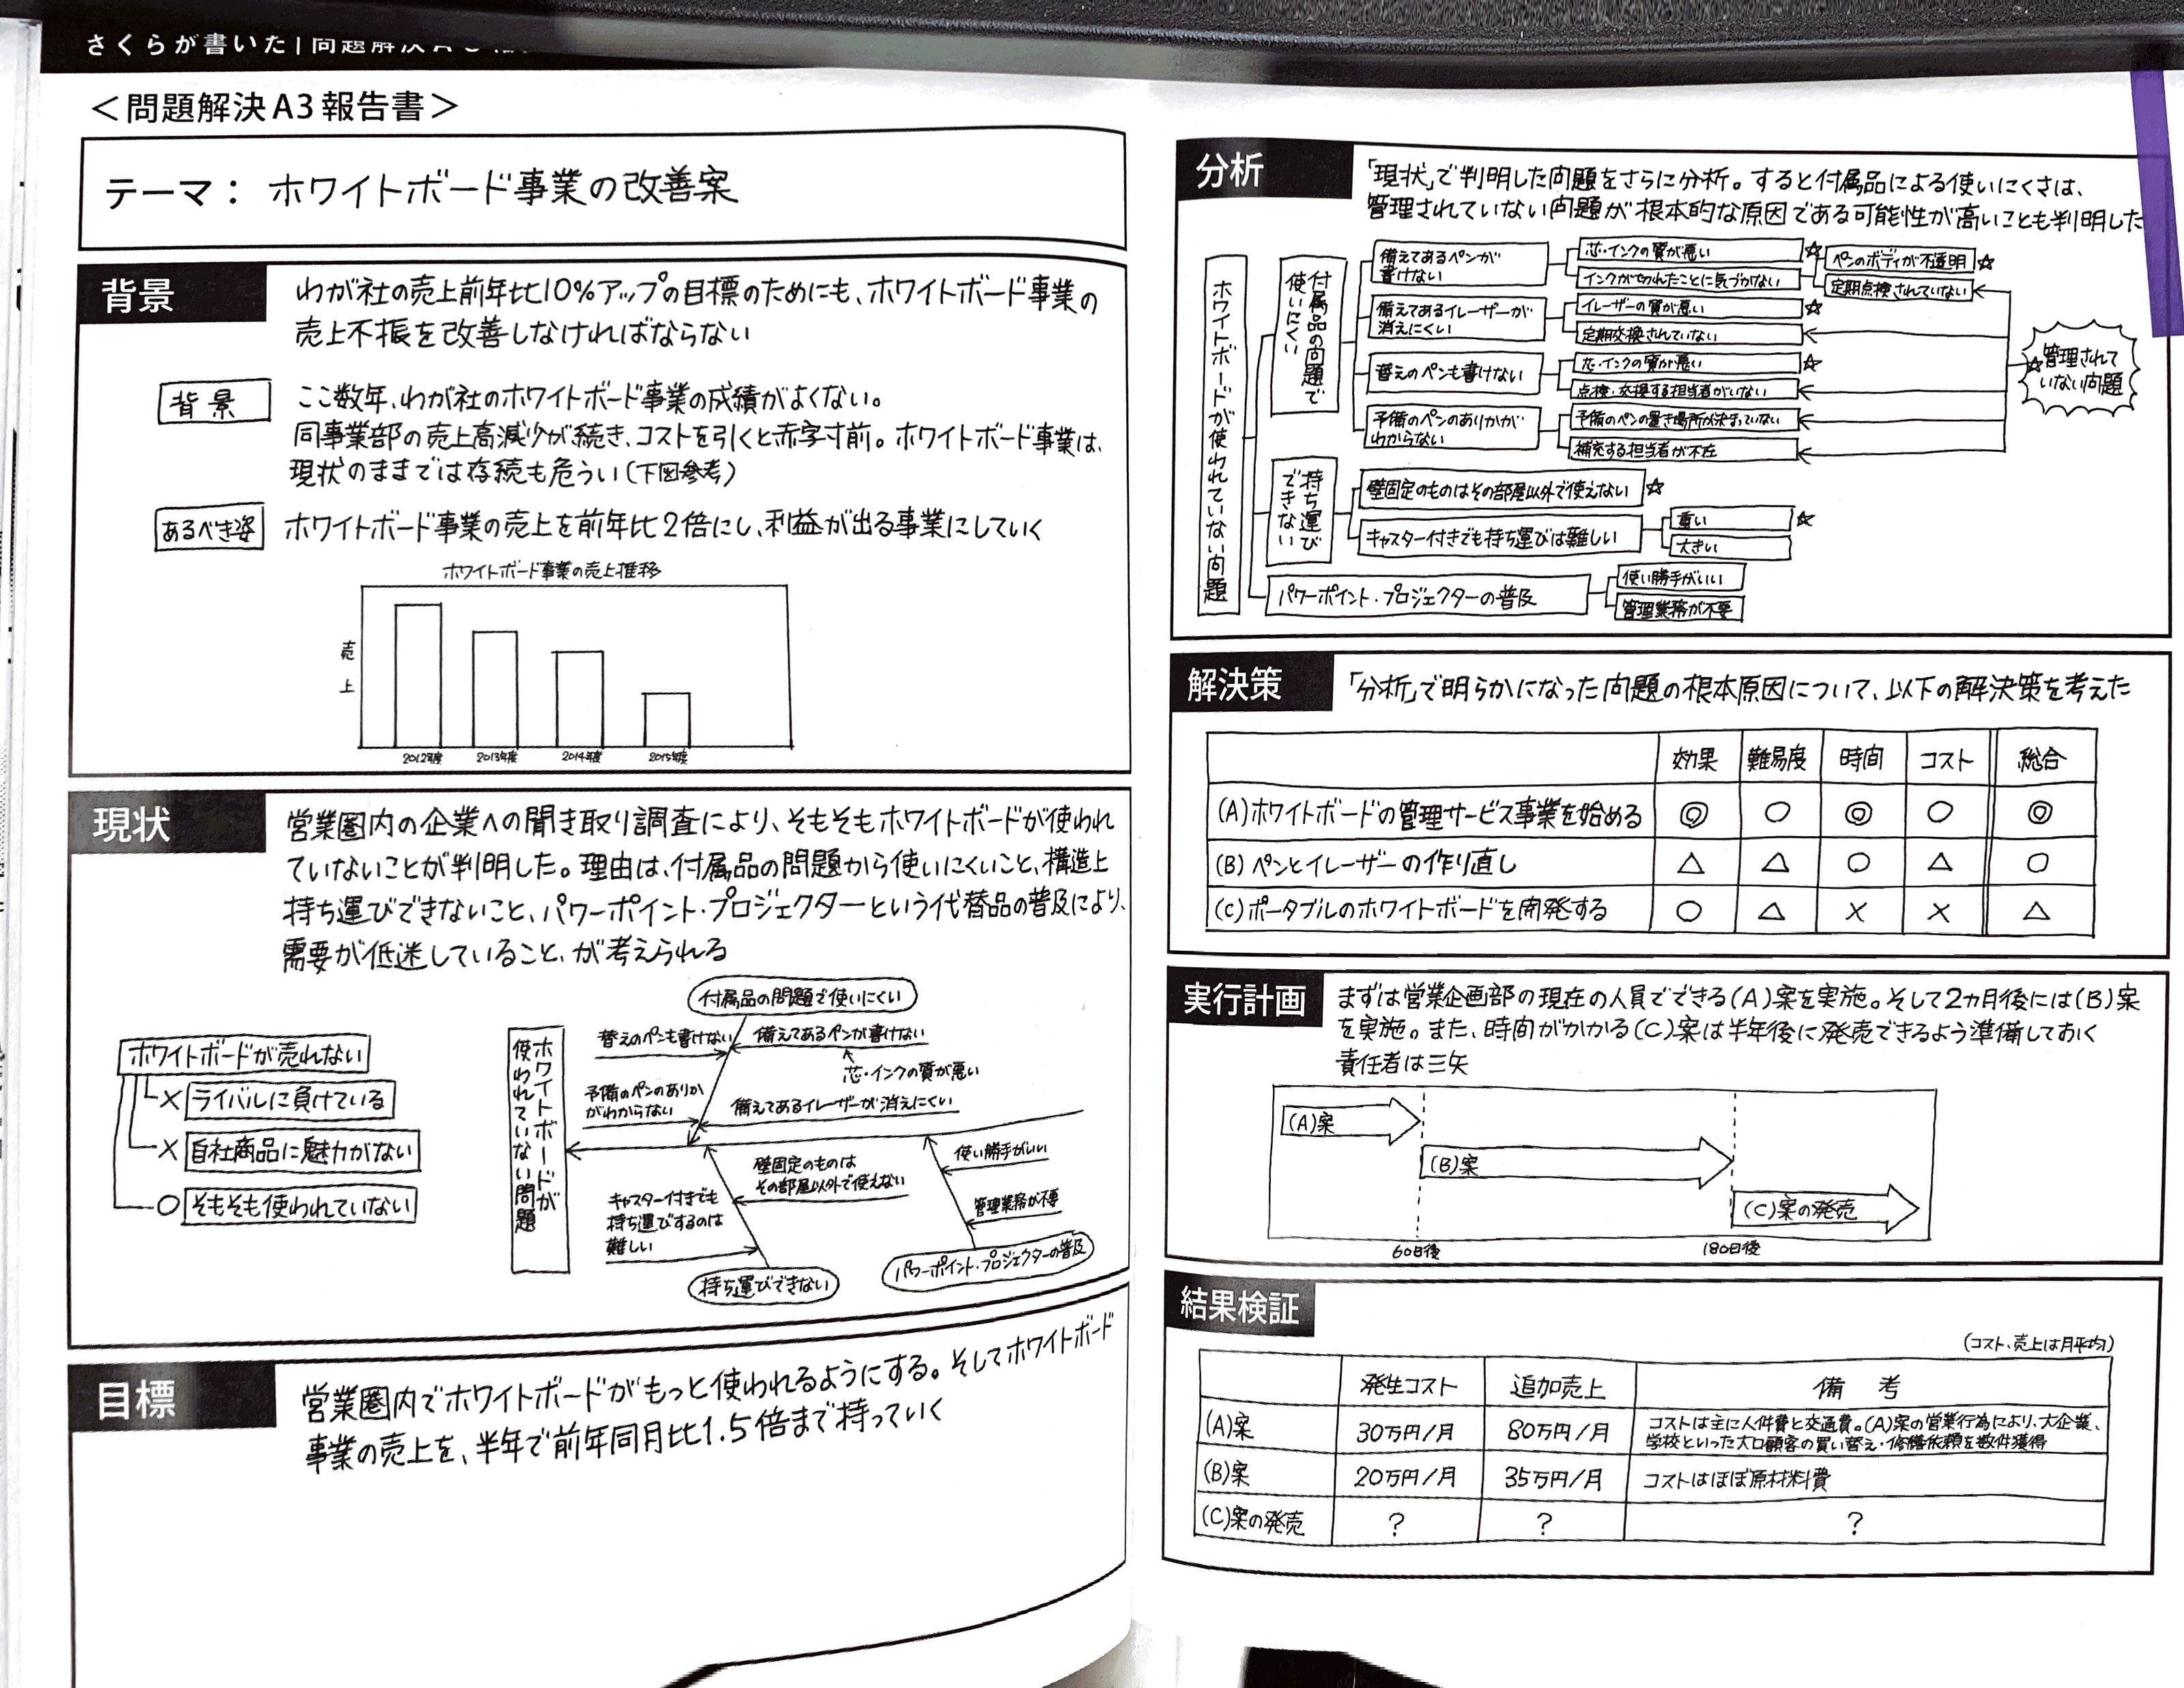 さくらが書いた|問題解決A3
<問題解決A3報告書>
テーマ: ホワイトボード事業の改善案
背景
わが社の売上前年比10%アップの目標のためにも、ホワイトボード事業の
売上不振を改善しなければならない
背景
ここ数年、わが社のホワイトボード事業の成績がよくない。
同事業部の売上高減少が続き、コストを引くと赤字寸前。ホワイトボード事業は、
現状のままでは存続も危うい(下図参考)
あるべき姿
ホワイトボード事業の売上を前年比2倍にし、利益が出る事業にしていく
ホワイトボード事業の売上推移
売上
2012年度 2013年度 2014年度 2015年度
現状
営業圏内の企業への聞き取り調査により、そもそもホワイトボードが使われ
ていないことが判明した。理由は、付属品の問題から使いにくいこと、構造上
持ち運びできないこと、パワーポイント・プロジェクターという代替品の普及により、
需要が低迷していること、が考えられる
ホワイトボードが売れない
× ライバルに負けている
× 自社商品に魅力がない
○ そもそも使われていない
ホワイトボードが
使われていない問題
付属品の問題で使いにくい
替えのペンも書けない
備えてあるペンが書けない
芯・インクの質が悪い
予備のペンのありか
がわからない
備えてあるイレーザーが消えにくい
壁固定のものは
その部屋以外で使えない
キャスター付きでも
持ち運びするのは
難しい
持ち運びできない
使い勝手がいい
管理業務が不要
パワーポイント・プロジェクターの普及
目標
営業圏内でホワイトボードがもっと使われるようにする。そしてホワイトボード
事業の売上を、半年で前年同月比1.5倍まで持っていく
分析
「現状」で判明した問題をさらに分析。すると付属品による使いにくさは、
管理されていない問題が根本的な原因である可能性が高いことも判明した
ホワイトボードが使われていない問題
付属品の問題で
使いにくい
備えてあるペンが
書けない
芯・インクの質が悪い ☆
インクが切れたことに気づかない
ペンのボディが不透明 ☆
定期点検されていない
備えてあるイレーザーが
消えにくい
イレーザーの質が悪い ☆
定期交換されていない
替えのペンも書けない
芯・インクの質が悪い ☆
点検・交換する担当者がいない
予備のペンのありかが
わからない
予備のペンの置き場所が決まっていない
補充する担当者が不在
☆ 管理されて
いない問題
持ち運び
できない
壁固定のものはその部屋以外で使えない ☆
キャスター付きでも持ち運びは難しい
重い ☆
大きい
パワーポイント・プロジェクターの普及
使い勝手がいい
管理業務が不要
解決策
「分析」で明らかになった問題の根本原因について、以下の解決策を考えた
効果 難易度 時間 コスト 総合
(A)ホワイトボードの管理サービス事業を始める ◎ ○ ◎ ○ ◎
(B)ペンとイレーザーの作り直し △ △ ○ △ ○
(C)ポータブルのホワイトボードを開発する ○ △ × × △
実行計画
まずは営業企画部の現在の人員でできる(A)案を実施。そして2ヵ月後には(B)案
を実施。また、時間がかかる(C)案は半年後に発売できるよう準備しておく
責任者は三矢
(A)案
(B)案
(C)案の発売
60日後 180日後
結果検証
(コスト、売上は月平均)
発生コスト 追加売上 備考
(A)案 30万円/月 80万円/月 コストは主に人件費と交通費。(A)案の営業行為により、大企業、
学校といった大口顧客の買い替え・修繕依頼を数件獲得
(B)案 20万円/月 35万円/月 コストはほぼ原材料費
(C)案の発売 ? ? ?